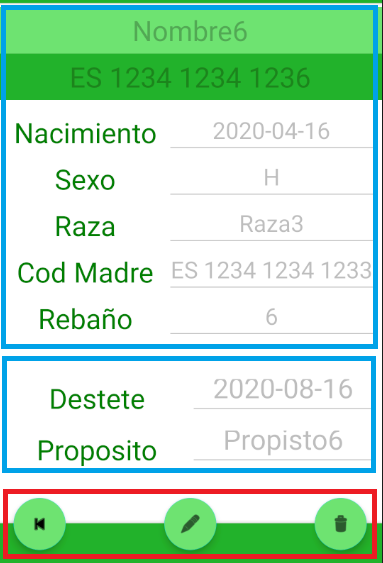 Nombre6
ES 1234 1234 1236
Nacimiento 2020-04-16
Sexo H
Raza Raza3
Cod Madre ES 1234 1234 1233
Rebaño 6
Destete 2020-08-16
Proposito Propisto6